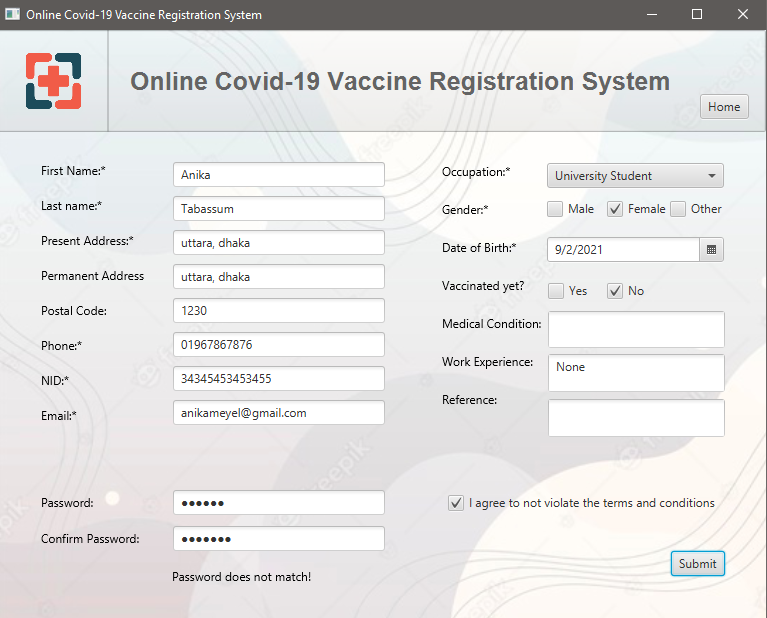 Online Covid-19 Vaccine Registration System
Online Covid-19 Vaccine Registration System
Home
First Name:* Anika
Last name:* Tabassum
Present Address:* uttara, dhaka
Permanent Address uttara, dhaka
Postal Code: 1230
Phone:* 01967867876
NID:* 34345453453455
Email:* anikameyel@gmail.com
Occupation:* University Student
Gender:* Male Female Other
Date of Birth:* 9/2/2021
Vaccinated yet? Yes No
Medical Condition:
Work Experience: None
Reference:
Password: ●●●●●●
Confirm Password: ●●●●●●●
Password does not match!
I agree to not violate the terms and conditions
Submit
freepik
freepik
freepik